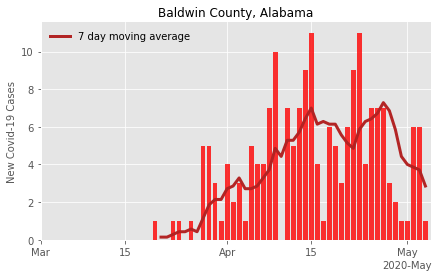 Baldwin County, Alabama
7 day moving average
New Covid-19 Cases
10
8
6
4
2
0
Mar
15
Apr
15
May
2020-May